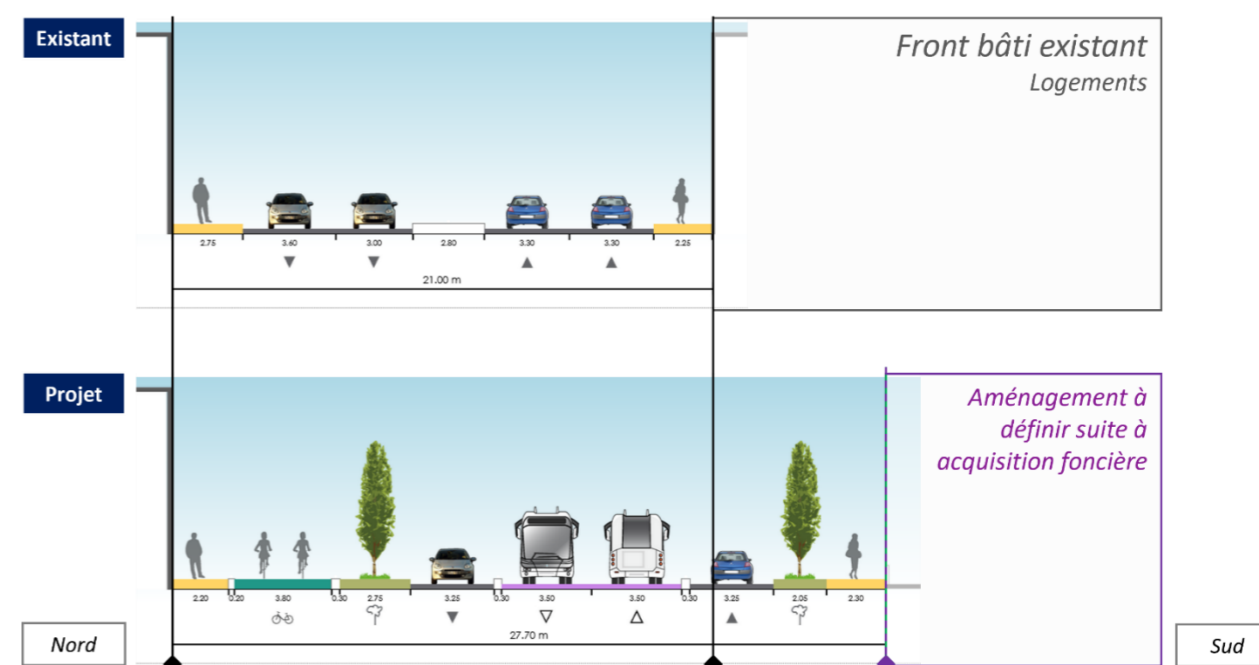 Existant
Front bâti existant
Logements
2.75 3.60 3.00 2.80 3.30 3.30 2.25
21.00 m
Projet
Aménagement à
définir suite à
acquisition foncière
2.20 0.20 3.80 0.30 2.75 3.25 0.30 3.50 3.50 0.30 3.25 2.05 2.30
27.70 m
Nord
Sud